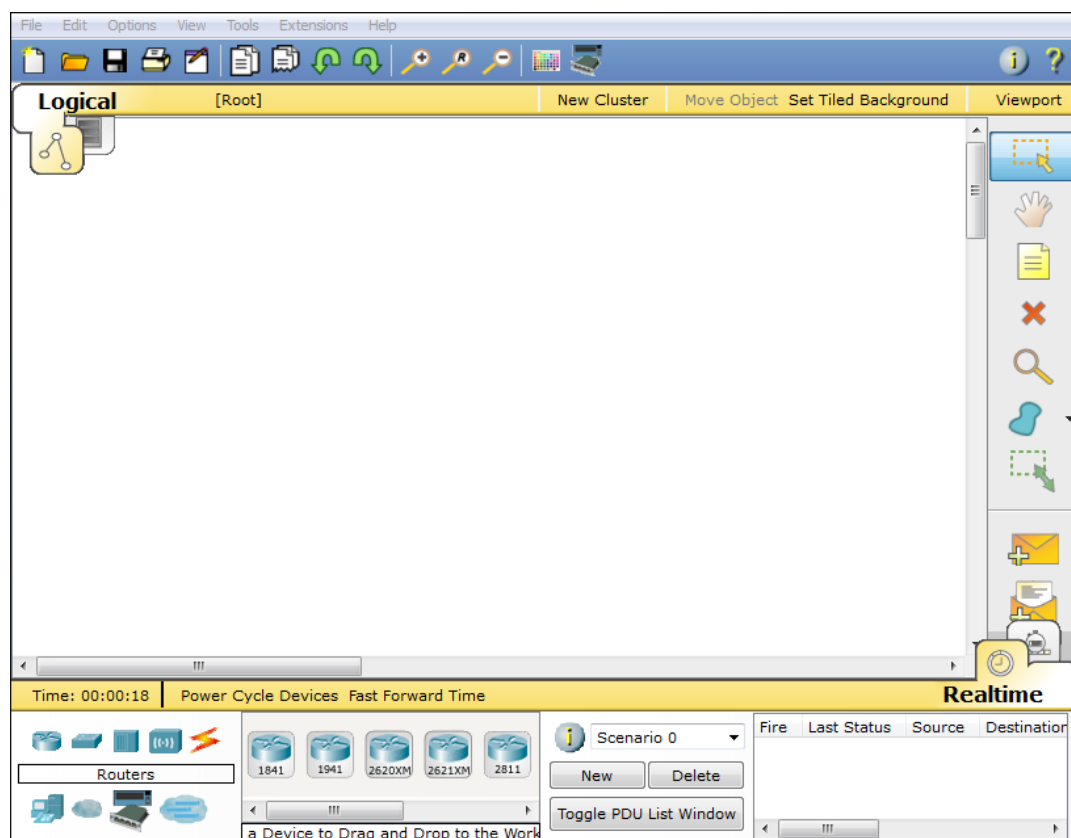 File Edit Options View Tools Extensions Help
R
i ?
Logical [Root] New Cluster Move Object Set Tiled Background Viewport
Time: 00:00:18 Power Cycle Devices Fast Forward Time Realtime
Routers
1841 1941 2620XM 2621XM 2811
a Device to Drag and Drop to the Work
i Scenario 0
New Delete
Toggle PDU List Window
Fire Last Status Source Destination